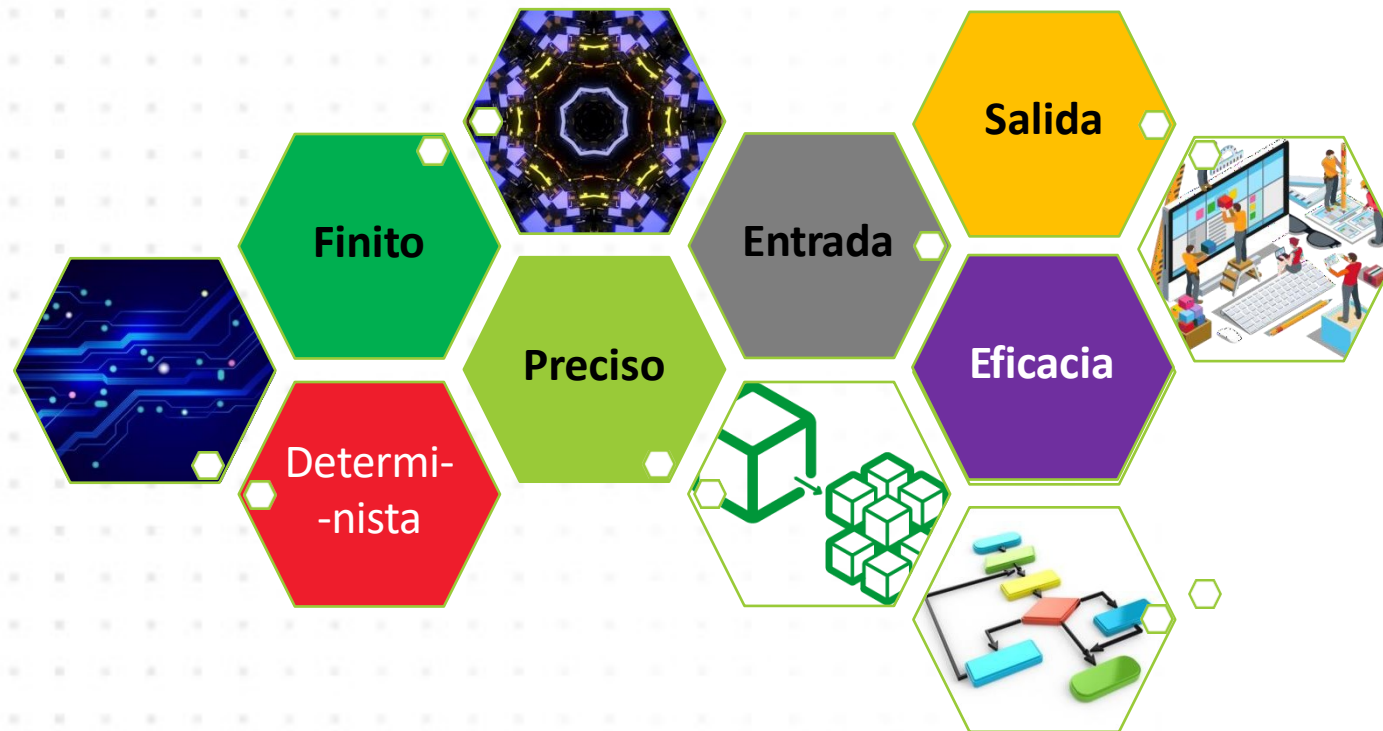 Finito
Determi-
-nista
Preciso
Entrada
Salida
Eficacia